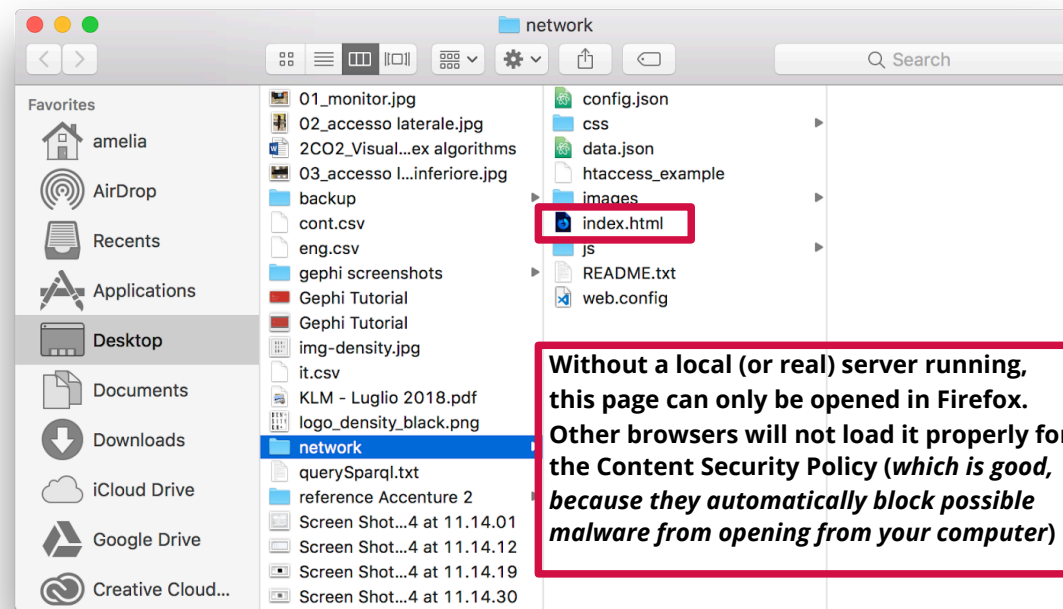 network
Search
Favorites
amelia
AirDrop
Recents
Applications
Desktop
Documents
Downloads
iCloud Drive
Google Drive
Creative Cloud...
01_monitor.jpg
02_accesso laterale.jpg
2CO2_Visual...ex algorithms
03_accesso l...inferiore.jpg
backup
cont.csv
eng.csv
gephi screenshots
Gephi Tutorial
Gephi Tutorial
img-density.jpg
it.csv
KLM - Luglio 2018.pdf
logo_density_black.png
network
querySparql.txt
reference Accenture 2
Screen Shot...4 at 11.14.01
Screen Shot...4 at 11.14.12
Screen Shot...4 at 11.14.19
Screen Shot...4 at 11.14.30
config.json
css
data.json
htaccess_example
images
index.html
js
README.txt
web.config
Without a local (or real) server running,
this page can only be opened in Firefox.
Other browsers will not load it properly for
the Content Security Policy (which is good,
because they automatically block possible
malware from opening from your computer)